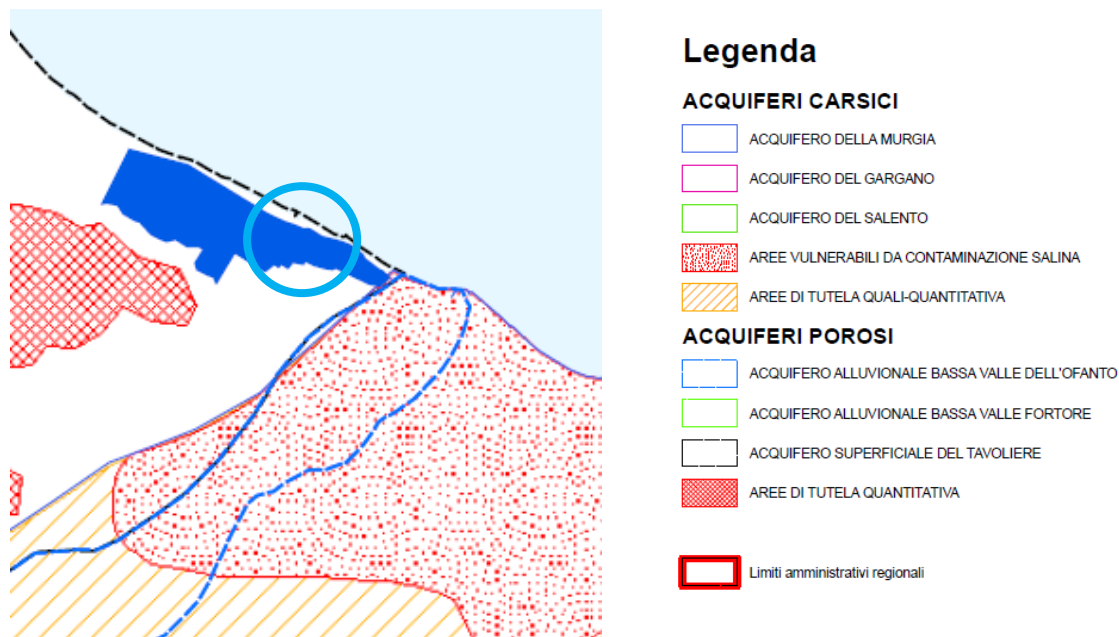 Legenda
ACQUIFERI CARSICI
ACQUIFERO DELLA MURGIA
ACQUIFERO DEL GARGANO
ACQUIFERO DEL SALENTO
AREE VULNERABILI DA CONTAMINAZIONE SALINA
AREE DI TUTELA QUALI-QUANTITATIVA
ACQUIFERI POROSI
ACQUIFERO ALLUVIONALE BASSA VALLE DELL'OFANTO
ACQUIFERO ALLUVIONALE BASSA VALLE FORTORE
ACQUIFERO SUPERFICIALE DEL TAVOLIERE
AREE DI TUTELA QUANTITATIVA
Limiti amministrativi regionali